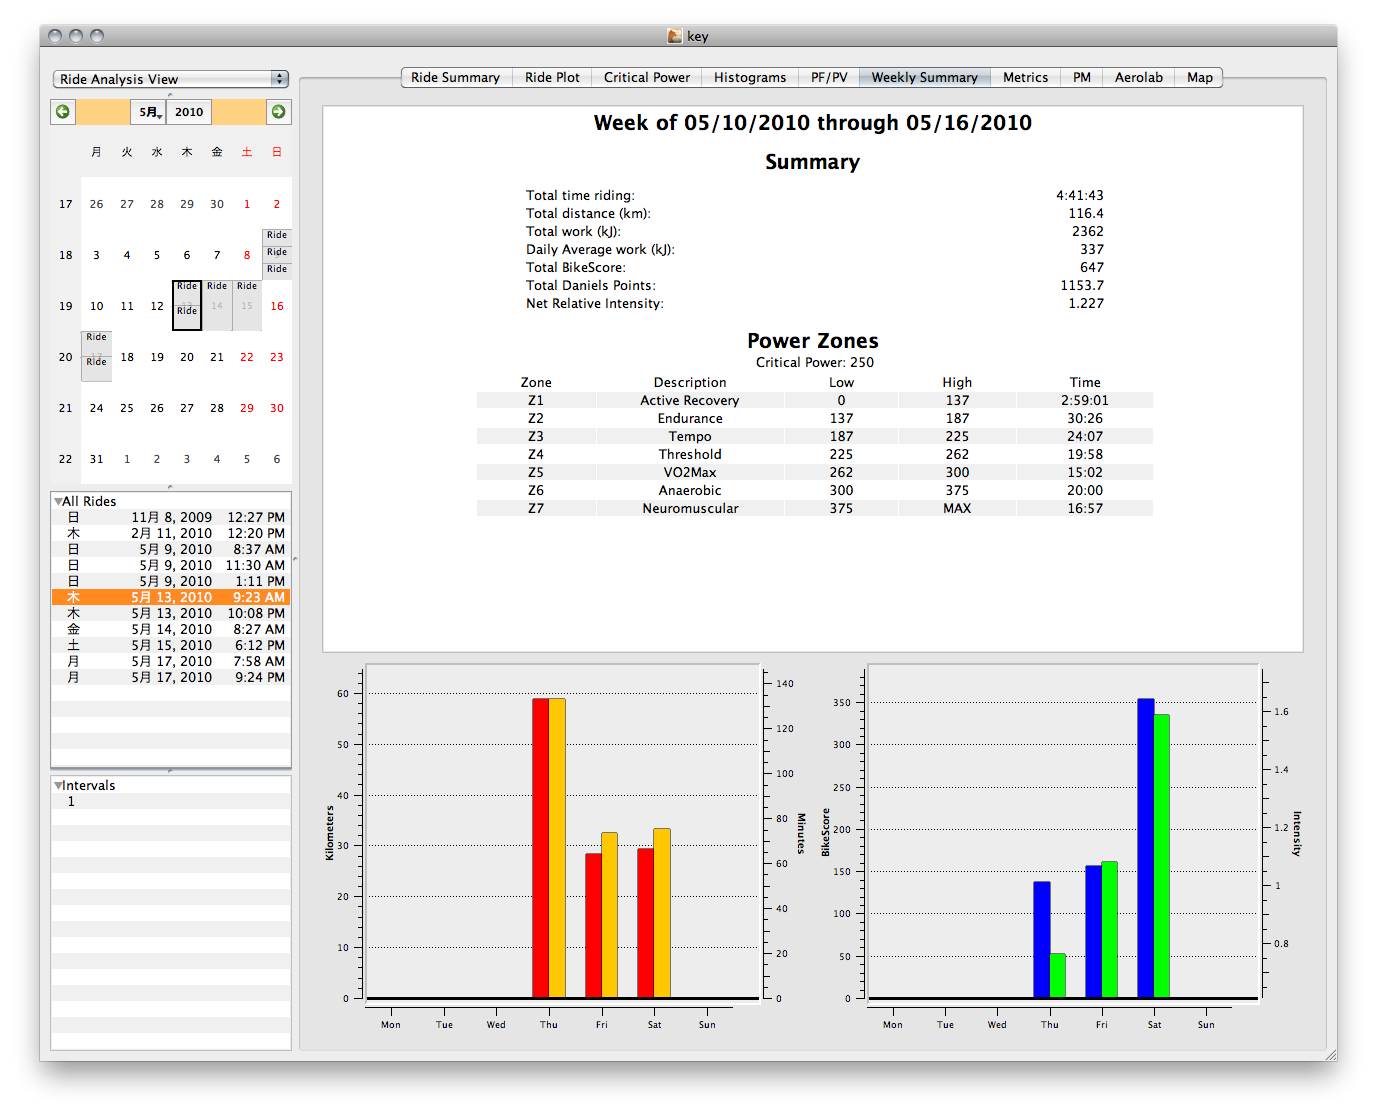 key
Ride Analysis View
Ride Summary Ride Plot Critical Power Histograms PF/PV Weekly Summary Metrics PM Aerolab Map
5月 2010
月 火 水 木 金 土 日
17 26 27 28 29 30 1 2
Ride
18 3 4 5 6 7 8 Ride
Ride
Ride Ride Ride
19 10 11 12 13 14 15 16
Ride
Ride
20 17 18 19 20 21 22 23
Ride
21 24 25 26 27 28 29 30
22 31 1 2 3 4 5 6
All Rides
日 11月 8, 2009 12:27 PM
木 2月 11, 2010 12:20 PM
日 5月 9, 2010 8:37 AM
日 5月 9, 2010 11:30 AM
日 5月 9, 2010 1:11 PM
木 5月 13, 2010 9:23 AM
木 5月 13, 2010 10:08 PM
金 5月 14, 2010 8:27 AM
土 5月 15, 2010 6:12 PM
月 5月 17, 2010 7:58 AM
月 5月 17, 2010 9:24 PM
Intervals
1
Week of 05/10/2010 through 05/16/2010
Summary
Total time riding: 4:41:43
Total distance (km): 116.4
Total work (kJ): 2362
Daily Average work (kJ): 337
Total BikeScore: 647
Total Daniels Points: 1153.7
Net Relative Intensity: 1.227
Power Zones
Critical Power: 250
Zone Description Low High Time
Z1 Active Recovery 0 137 2:59:01
Z2 Endurance 137 187 30:26
Z3 Tempo 187 225 24:07
Z4 Threshold 225 262 19:58
Z5 VO2Max 262 300 15:02
Z6 Anaerobic 300 375 20:00
Z7 Neuromuscular 375 MAX 16:57
Kilometers
60
50
40
30
20
10
0
140
120
100
80
60
40
20
0
Minutes
Mon Tue Wed Thu Fri Sat Sun
BikeScore
350
300
250
200
150
100
50
0
1.6
1.4
1.2
1
0.8
Intensity
Mon Tue Wed Thu Fri Sat Sun